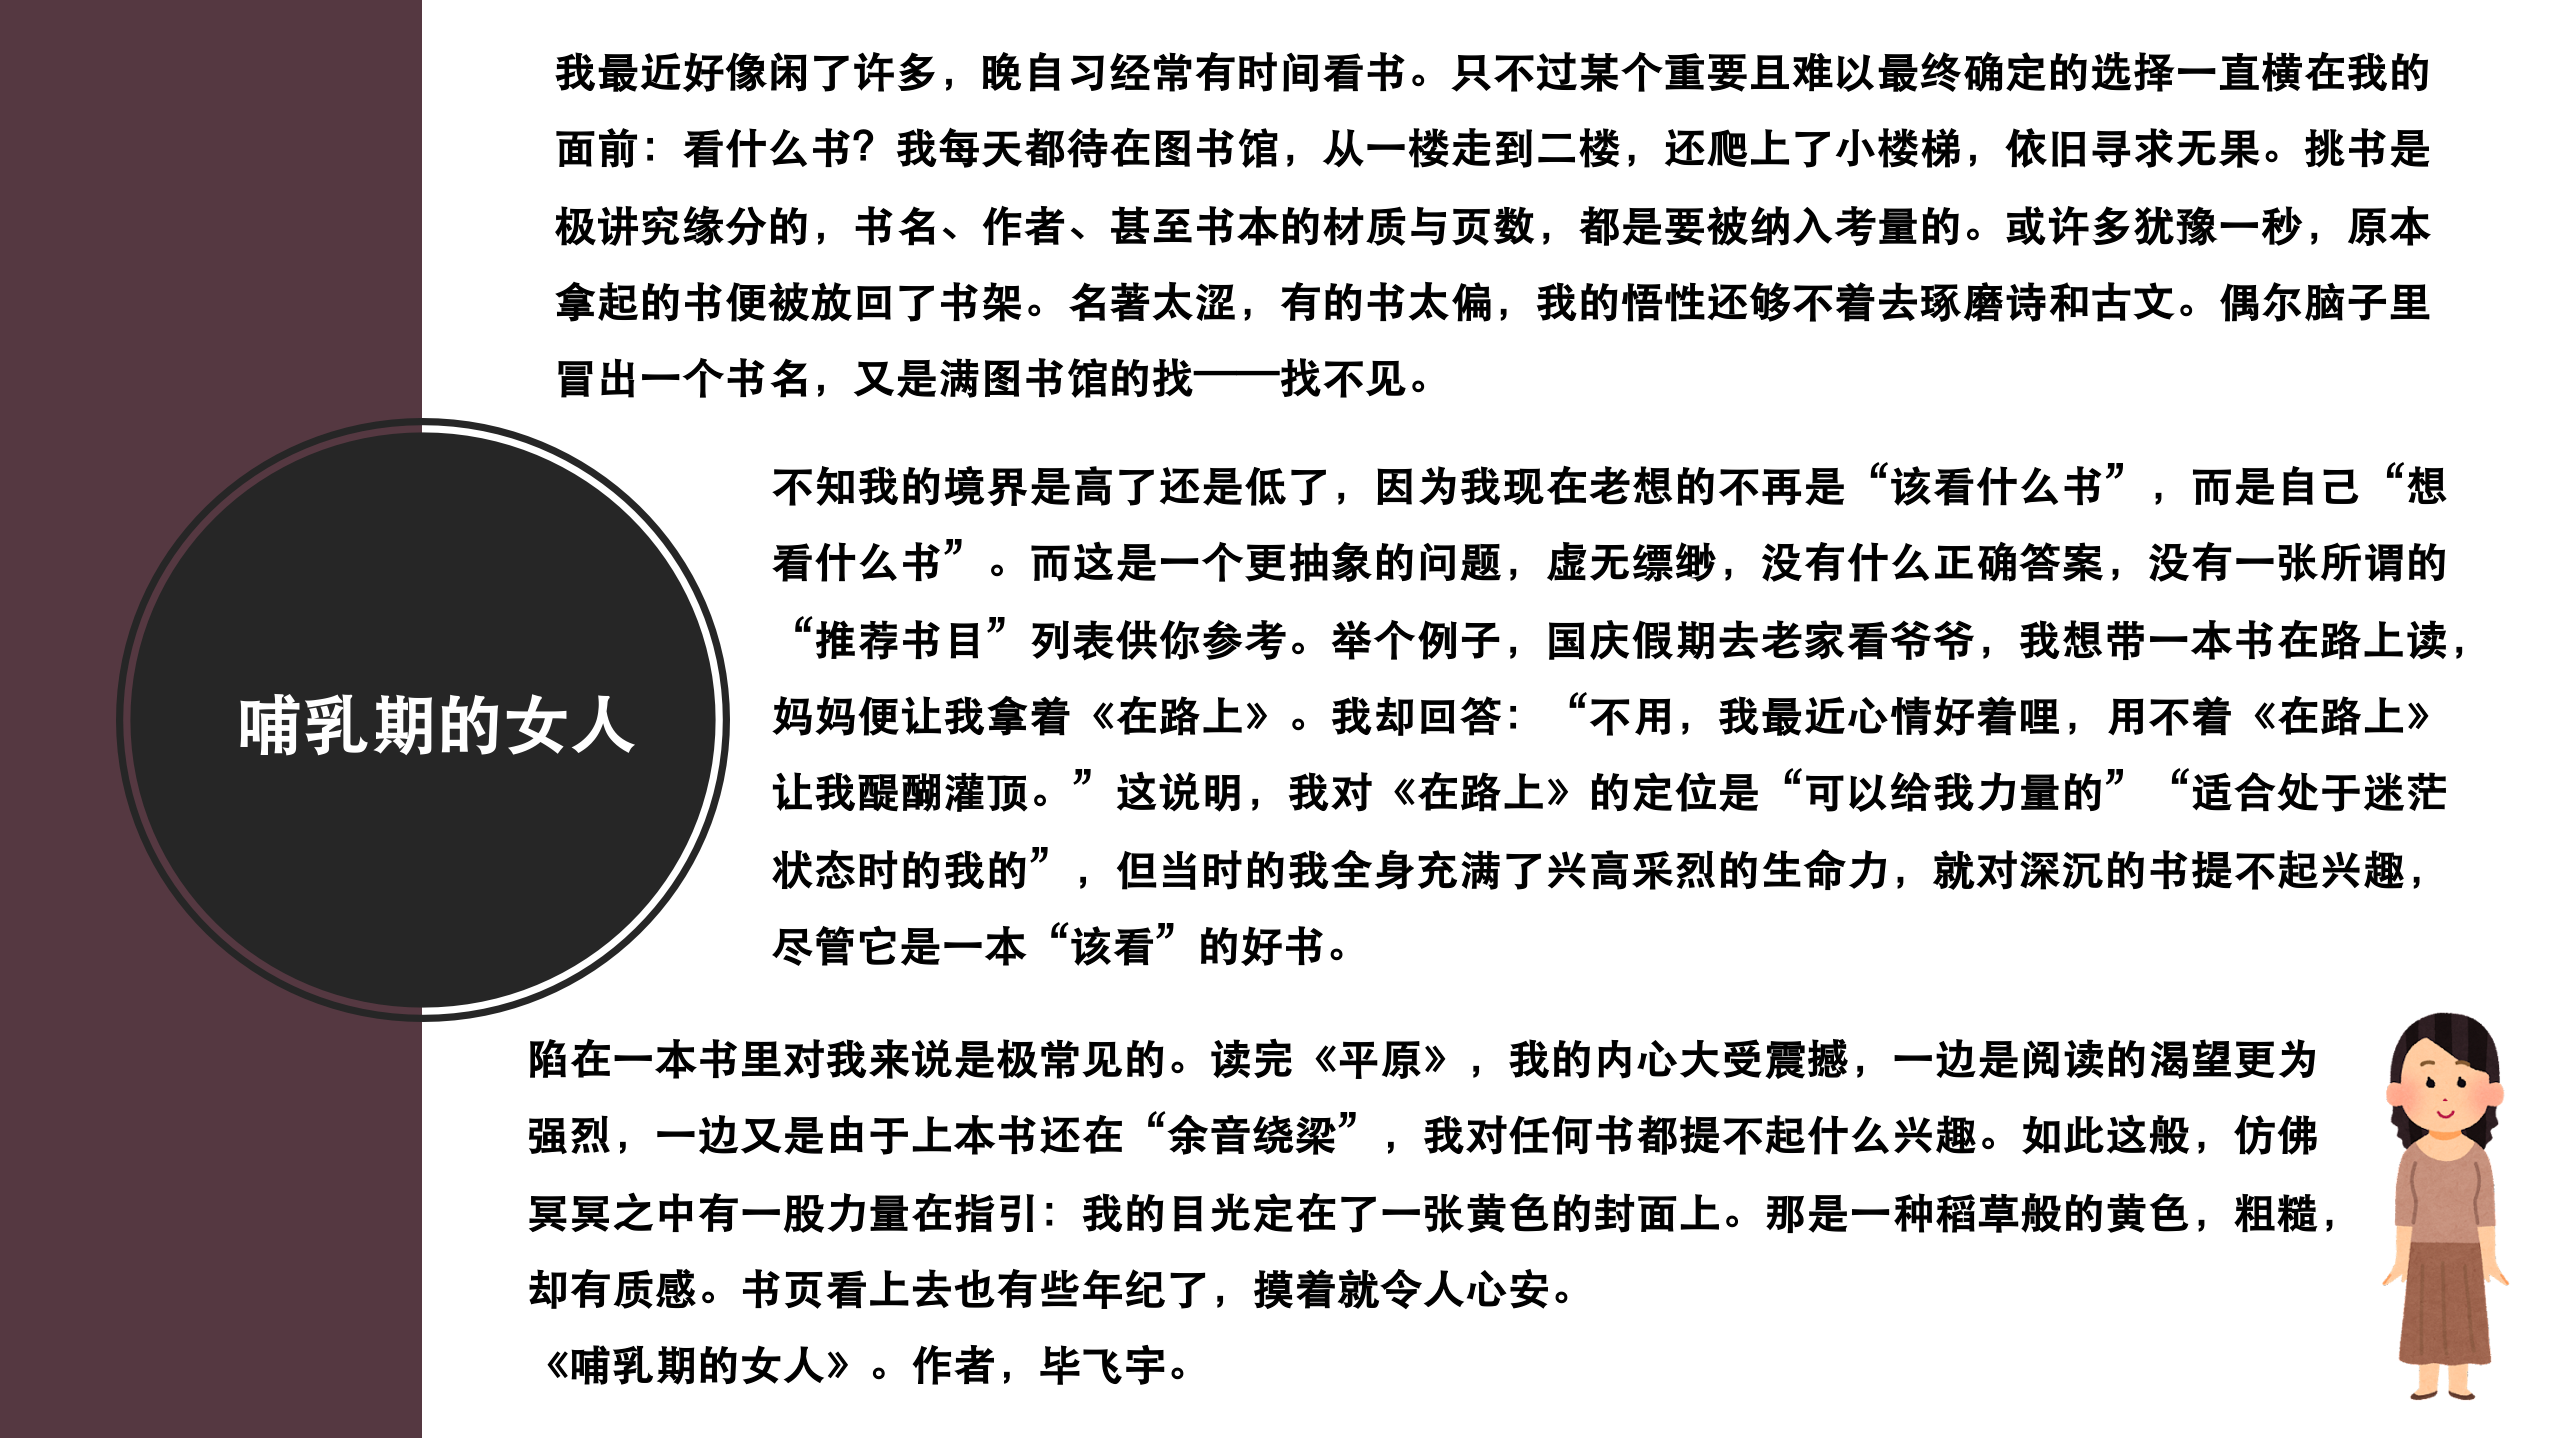 我最近好像闲了许多，晚自习经常有时间看书。只不过某个重要且难以最终确定的选择一直横在我的
面前：看什么书？我每天都待在图书馆，从一楼走到二楼，还爬上了小楼梯，依旧寻求无果。挑书是
极讲究缘分的，书名、作者、甚至书本的材质与页数，都是要被纳入考量的。或许多犹豫一秒，原本
拿起的书便被放回了书架。名著太涩，有的书太偏，我的悟性还够不着去琢磨诗和古文。偶尔脑子里
冒出一个书名，又是满图书馆的找——找不见。
不知我的境界是高了还是低了，因为我现在老想的不再是“该看什么书”，而是自己“想
看什么书”。而这是一个更抽象的问题，虚无缥缈，没有什么正确答案，没有一张所谓的
“推荐书目”列表供你参考。举个例子，国庆假期去老家看爷爷，我想带一本书在路上读，
妈妈便让我拿着《在路上》。我却回答：“不用，我最近心情好着哩，用不着《在路上》
让我醍醐灌顶。”这说明，我对《在路上》的定位是“可以给我力量的”“适合处于迷茫
状态时的我的”，但当时的我全身充满了兴高采烈的生命力，就对深沉的书提不起兴趣，
尽管它是一本“该看”的好书。
哺乳期的女人
陷在一本书里对我来说是极常见的。读完《平原》，我的内心大受震撼，一边是阅读的渴望更为
强烈，一边又是由于上本书还在“余音绕梁”，我对任何书都提不起什么兴趣。如此这般，仿佛
冥冥之中有一股力量在指引：我的目光定在了一张黄色的封面上。那是一种稻草般的黄色，粗糙，
却有质感。书页看上去也有些年纪了，摸着就令人心安。
《哺乳期的女人》。作者，毕飞宇。